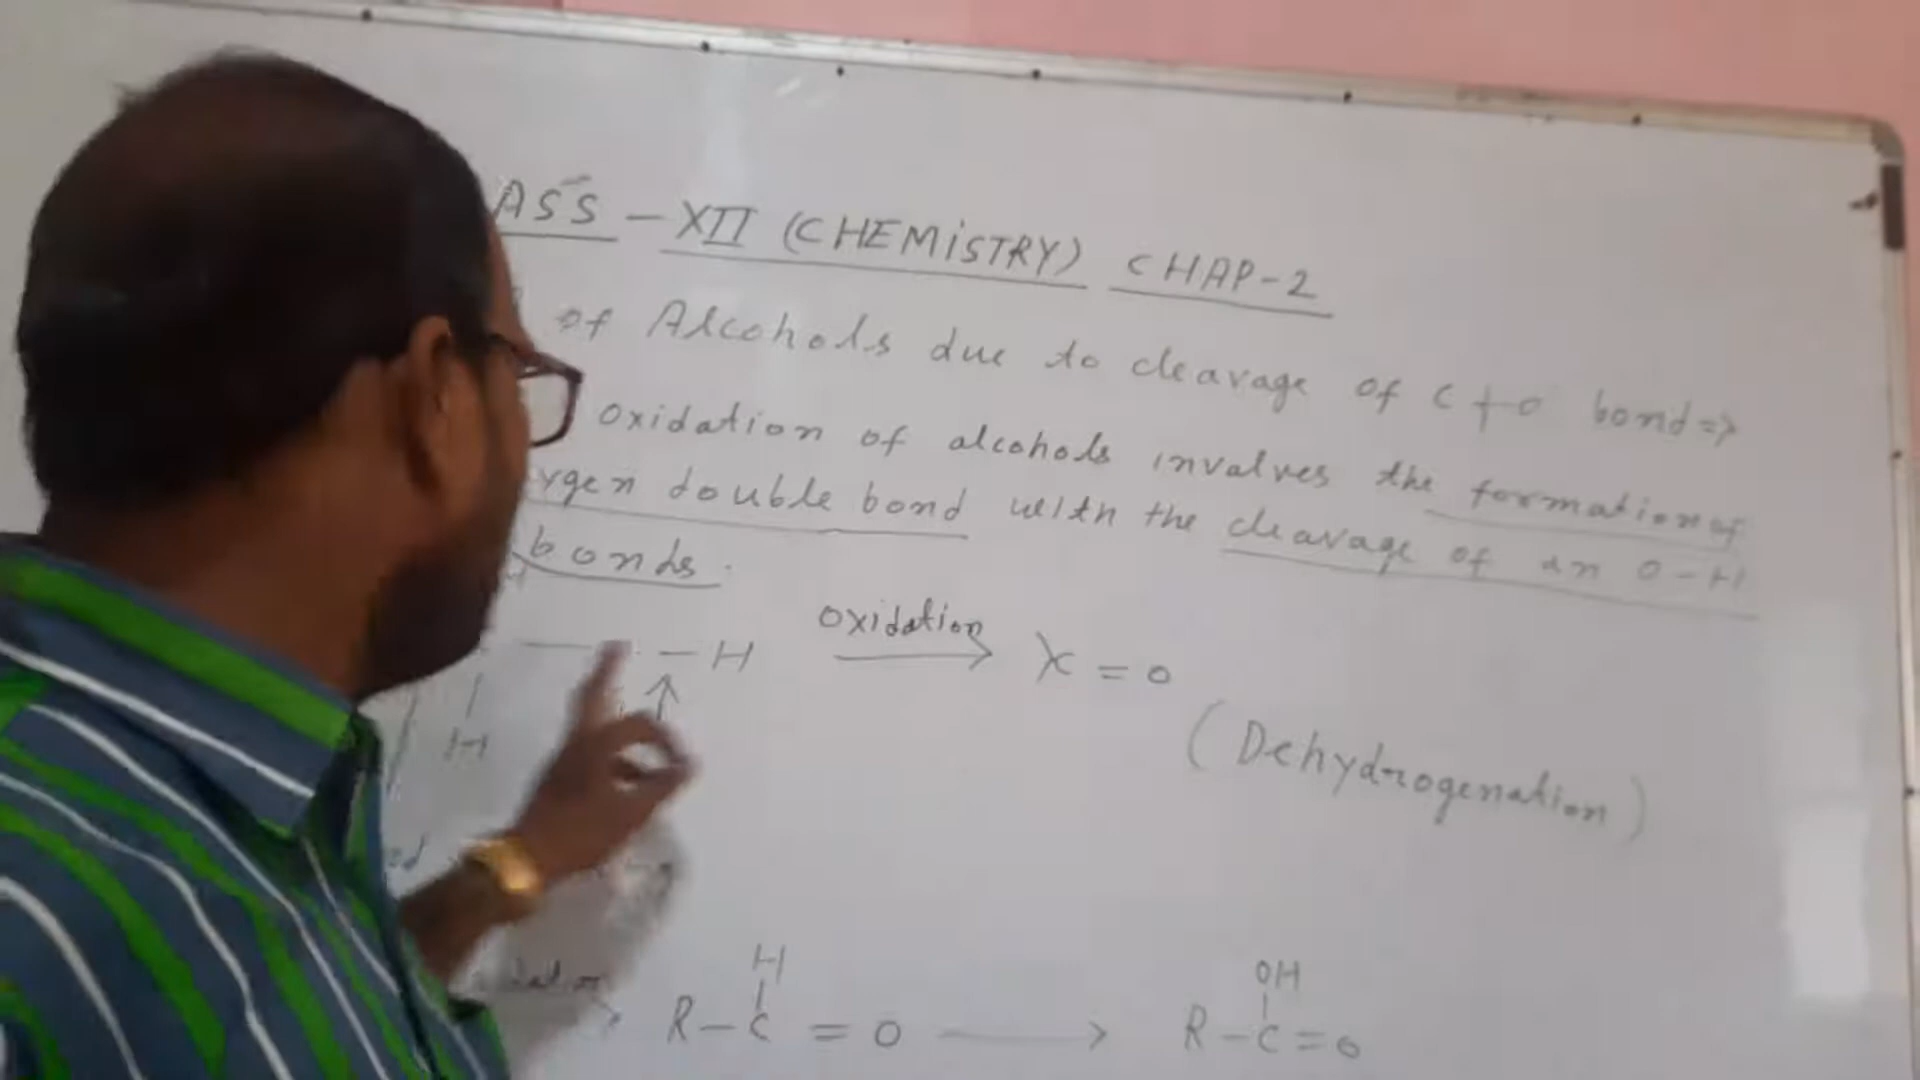 ASS - XII (CHEMISTRY) CHAP-2
of Alcohols due to cleavage of C+O bond =>
oxidation of alcohols involves the formation of
ygen double bond with the cleavage of an O-H
bonds.
-H oxidation C=O
H
(Dehydrogenation)
H OH
R-C=O → R-C=O